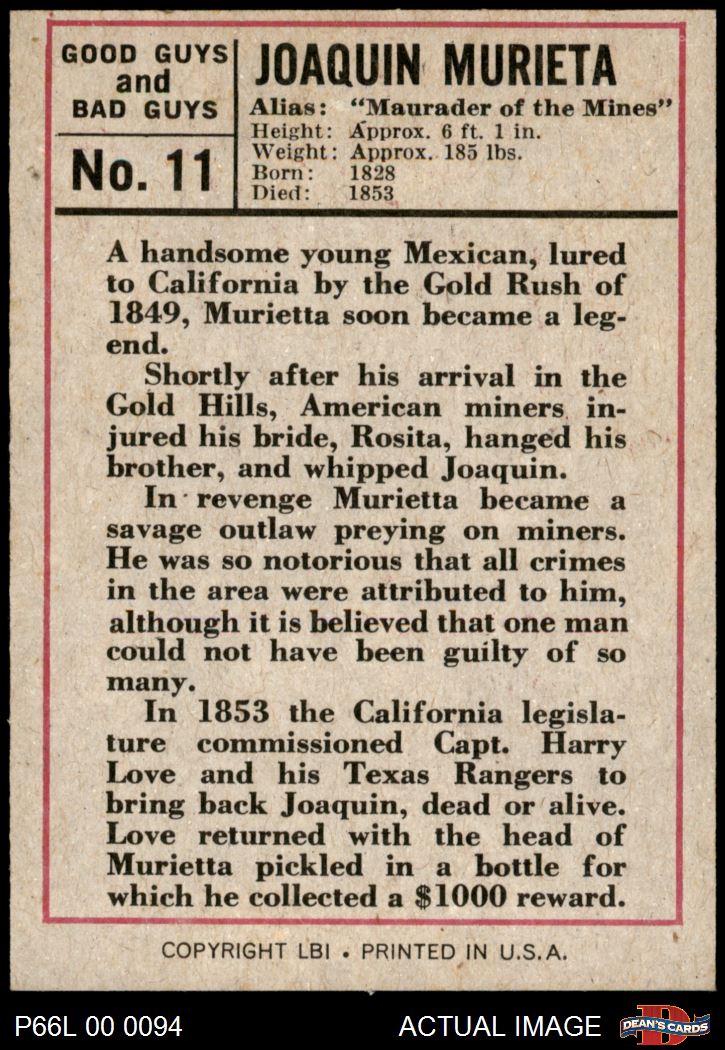 GOOD GUYS
and
BAD GUYS
No. 11
JOAQUIN MURIETA
Alias: "Maurader of the Mines"
Height: Approx. 6 ft. 1 in.
Weight: Approx. 185 lbs.
Born: 1828
Died: 1853
A handsome young Mexican, lured
to California by the Gold Rush of
1849, Murietta soon became a leg-
end.
Shortly after his arrival in the
Gold Hills, American miners in-
jured his bride, Rosita, hanged his
brother, and whipped Joaquin.
In revenge Murietta became a
savage outlaw preying on miners.
He was so notorious that all crimes
in the area were attributed to him,
although it is believed that one man
could not have been guilty of so
many.
In 1853 the California legisla-
ture commissioned Capt. Harry
Love and his Texas Rangers to
bring back Joaquin, dead or alive.
Love returned with the head of
Murietta pickled in a bottle for
which he collected a $1000 reward.
COPYRIGHT LBI • PRINTED IN U.S.A.
P66L 00 0094
ACTUAL IMAGE
D
DEAN'S CARDS